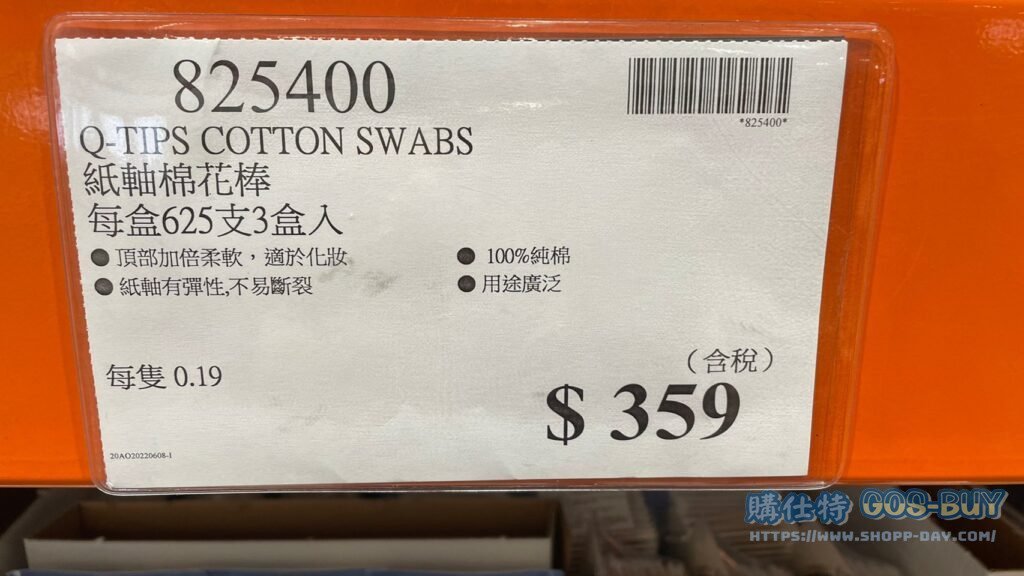 825400
*825400*
Q-TIPS COTTON SWABS
紙軸棉花棒
每盒625支3盒入
● 頂部加倍柔軟，適於化妝
● 100%純棉
● 紙軸有彈性,不易斷裂
● 用途廣泛
每隻 0.19
（含稅）
$ 359
20AO20220608-1
購仕特 GOS-BUY
HTTPS://WWW.SHOPP-DAY.COM/